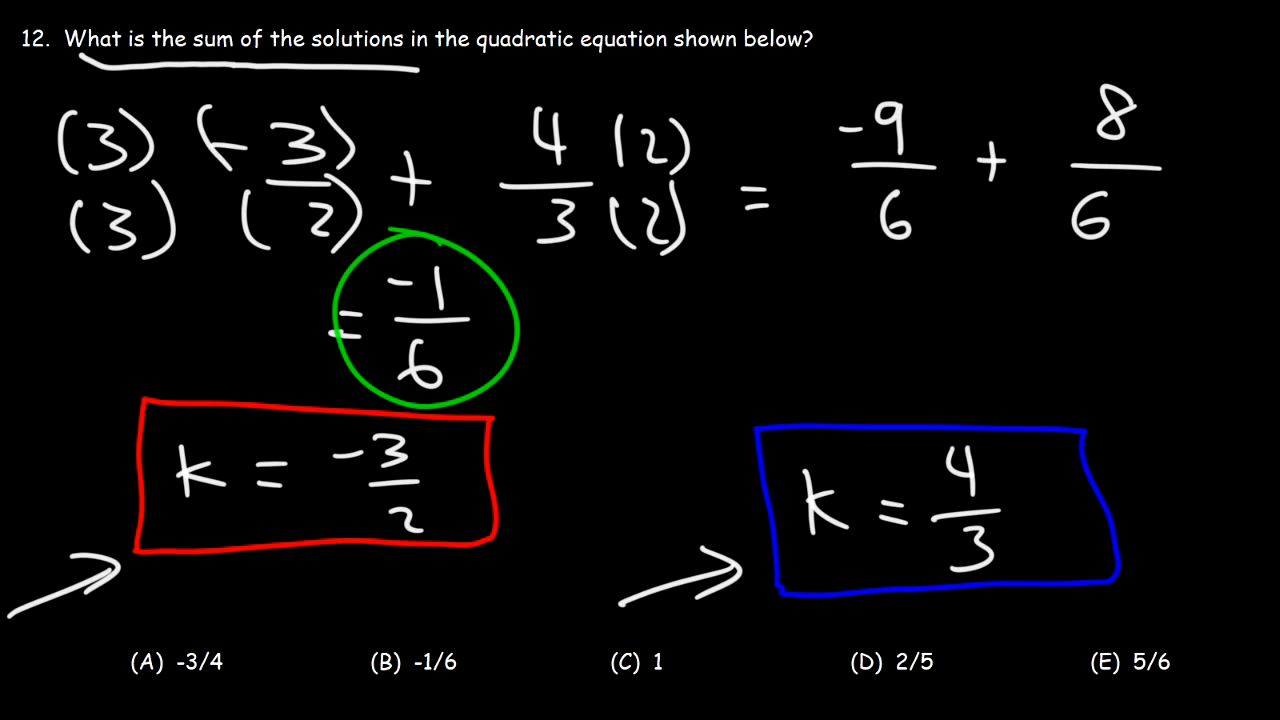 12. What is the sum of the solutions in the quadratic equation shown below?
(3) (-3) + 4 (2) = -9 + 8
(3) (2) 3 (2) 6 6
= -1
6
k = -3/2
k = 4/3
(A) -3/4 (B) -1/6 (C) 1 (D) 2/5 (E) 5/6